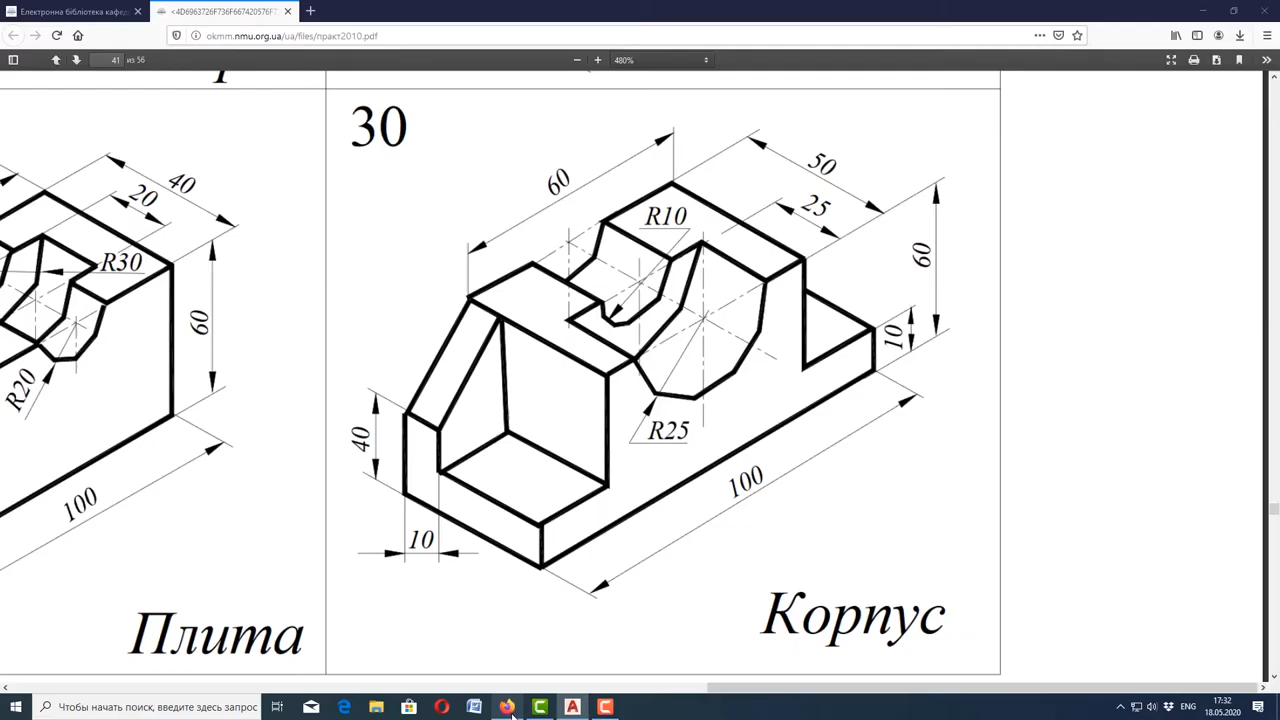 Електронна бібліотека кафед
<4D6963726F736F667420576F7
okmm.nmu.org.ua/ua/files/практ2010.pdf
41 из 56
480%
30
60
50
25
R10
60
10
40
R25
100
10
Корпус
40
20
R30
60
R20
100
Плита
Чтобы начать поиск, введите здесь запрос
ENG
17:32
18.05.2020